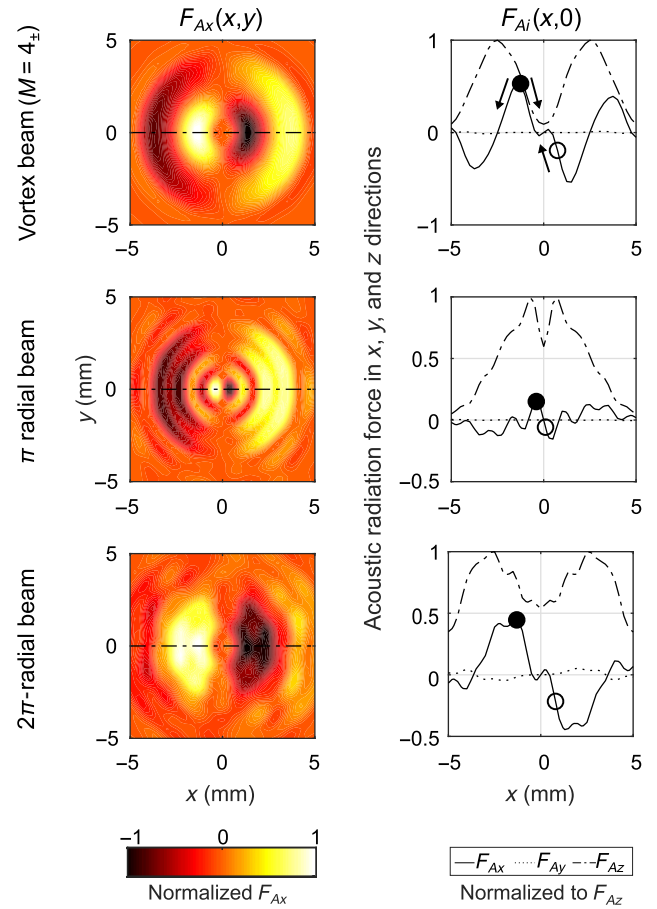 F_Ax(x,y)
F_Ai(x,0)
Vortex beam (M = 4±)
5
0
−5
−5 0 5
1
0
−1
−5 0 5
π radial beam
y (mm)
5
0
−5
−5 0 5
Acoustic radiation force in x, y, and z directions
1
0.5
0
−0.5
−5 0 5
2π-radial beam
5
0
−5
−5 0 5
x (mm)
1
0.5
0
−0.5
−5 0 5
x (mm)
−1 0 1
Normalized F_Ax
F_Ax F_Ay F_Az
Normalized to F_Az